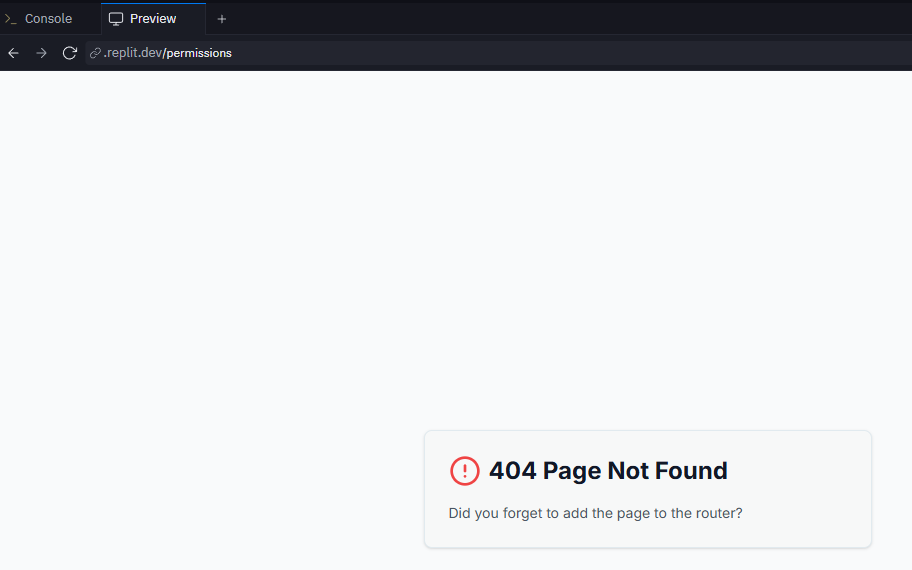 Console
Preview
.replit.dev/permissions
404 Page Not Found
Did you forget to add the page to the router?